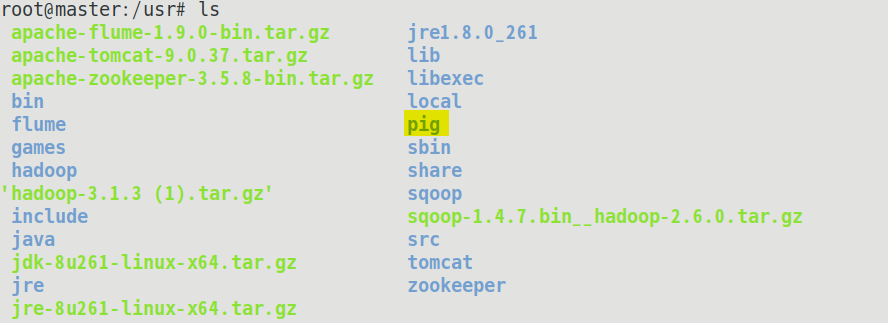 root@master:/usr# ls
apache-flume-1.9.0-bin.tar.gz jre1.8.0_261
apache-tomcat-9.0.37.tar.gz lib
apache-zookeeper-3.5.8-bin.tar.gz libexec
bin local
flume pig
games sbin
hadoop share
'hadoop-3.1.3 (1).tar.gz' sqoop
include sqoop-1.4.7.bin__hadoop-2.6.0.tar.gz
java src
jdk-8u261-linux-x64.tar.gz tomcat
jre zookeeper
jre-8u261-linux-x64.tar.gz